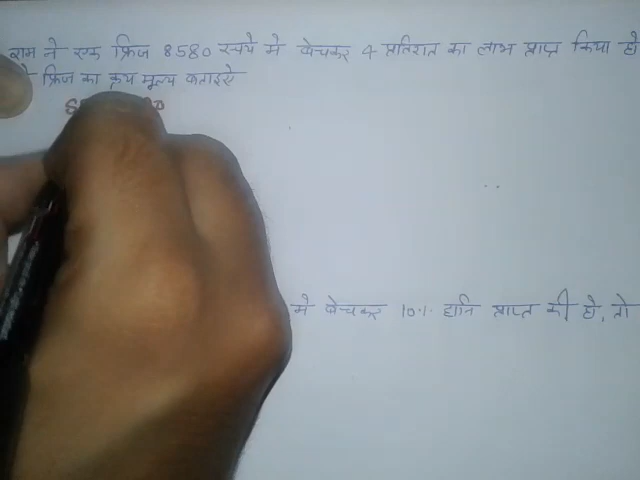 राम ने एक फ्रिज 8580 रुपये मे बेचकर 4 प्रतिशत का लाभ प्राप्त किया हो
फ्रिज का क्रय मूल्य बताइये
मे बेचकर 10% हानि प्राप्त की हो, तो